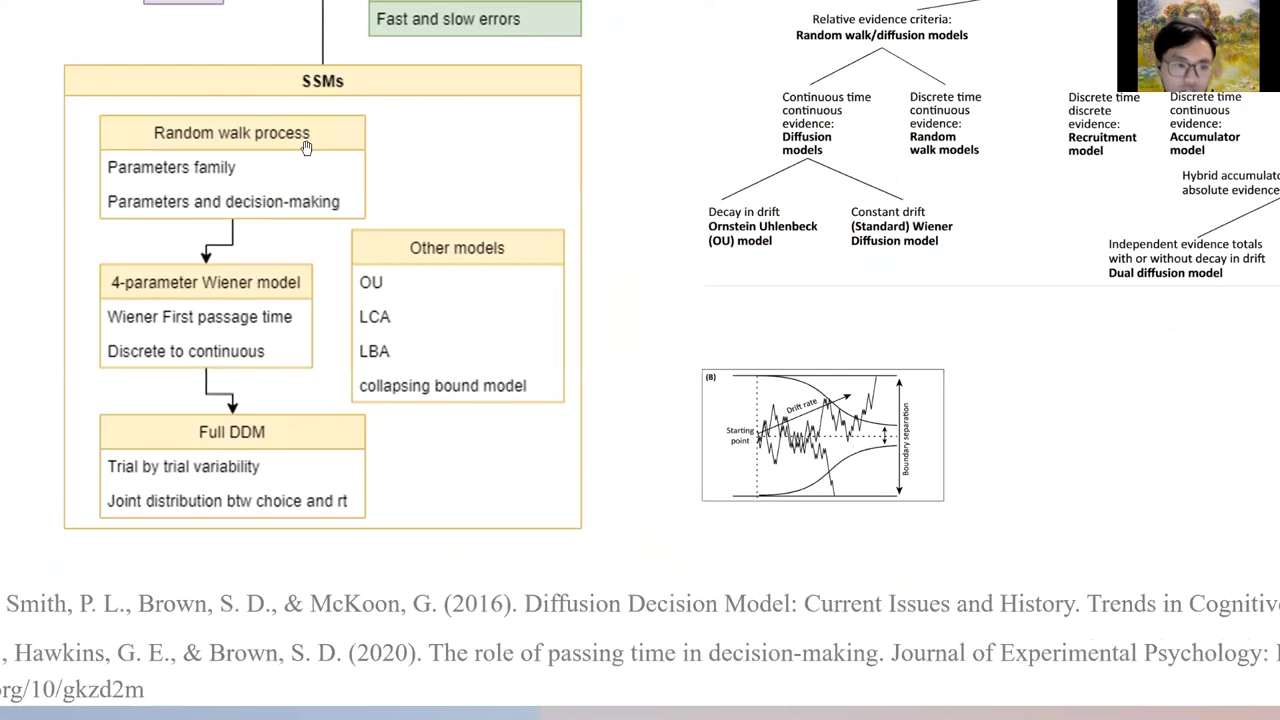 Fast and slow errors
SSMs
Random walk process
Parameters family
Parameters and decision-making
4-parameter Wiener model
Wiener First passage time
Discrete to continuous
Full DDM
Trial by trial variability
Joint distribution btw choice and rt
Other models
OU
LCA
LBA
collapsing bound model
Relative evidence criteria:
Random walk/diffusion models
Continuous time
continuous
evidence:
Diffusion
models
Discrete time
continuous
evidence:
Random
walk models
Discrete time
discrete
evidence:
Recruitment
model
Discrete time
continuous
evidence:
Accumulator
model
Hybrid accumulato
absolute evidence
Decay in drift
Ornstein Uhlenbeck
(OU) model
Constant drift
(Standard) Wiener
Diffusion model
Independent evidence totals
with or without decay in drift
Dual diffusion model
(B)
Drift rate
Starting
point
Boundary separation
Smith, P. L., Brown, S. D., & McKoon, G. (2016). Diffusion Decision Model: Current Issues and History. Trends in Cognitive
, Hawkins, G. E., & Brown, S. D. (2020). The role of passing time in decision-making. Journal of Experimental Psychology:
org/10/gkzd2m